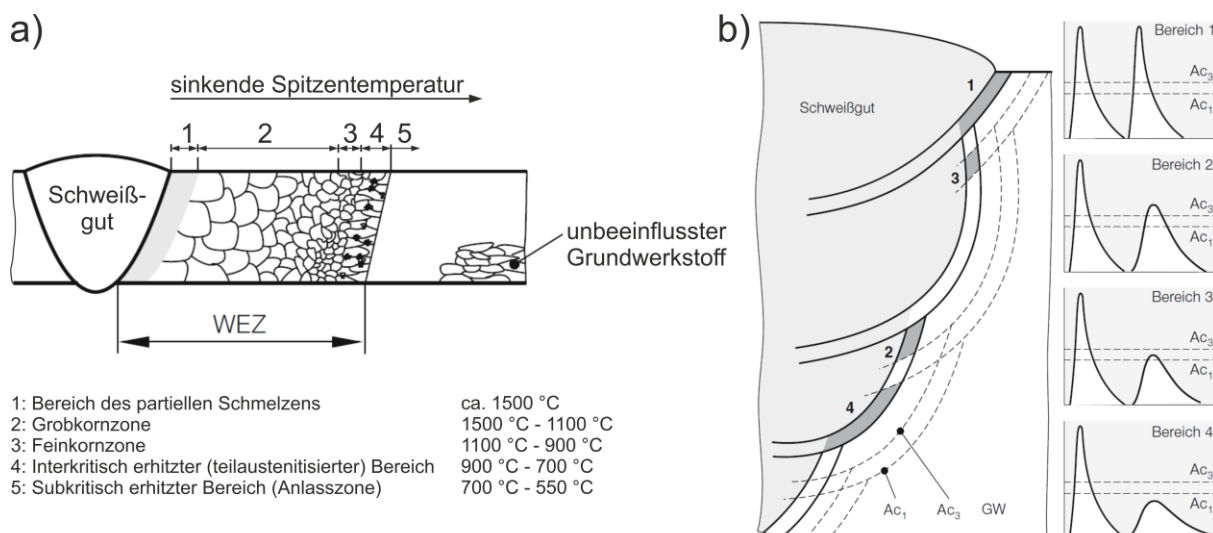 a)
sinkende Spitzentemperatur
1 2 3 4 5
Schweiß-
gut
unbeeinflusster
Grundwerkstoff
WEZ
1: Bereich des partiellen Schmelzens ca. 1500 °C
2: Grobkornzone 1500 °C - 1100 °C
3: Feinkornzone 1100 °C - 900 °C
4: Interkritisch erhitzter (teilaustenitisierter) Bereich 900 °C - 700 °C
5: Subkritisch erhitzter Bereich (Anlasszone) 700 °C - 550 °C
b)
Schweißgut
1
3
2
4
Ac1 Ac3 GW
Bereich 1
Ac3
Ac1
Bereich 2
Ac3
Ac1
Bereich 3
Ac3
Ac1
Bereich 4
Ac3
Ac1